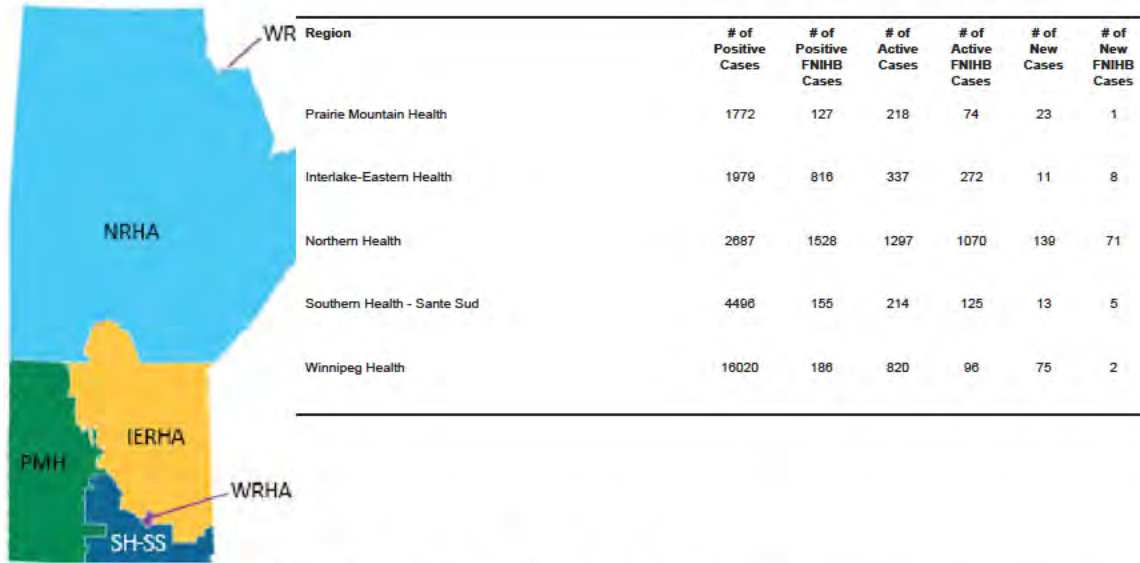 WR
Region # of Positive Cases # of Positive FNIHB Cases # of Active Cases # of Active FNIHB Cases # of New Cases # of New FNIHB Cases
Prairie Mountain Health 1772 127 218 74 23 1
Interlake-Eastern Health 1979 816 337 272 11 8
Northern Health 2687 1528 1297 1070 139 71
Southern Health - Sante Sud 4496 155 214 125 13 5
Winnipeg Health 16020 186 820 96 75 2
NRHA
IERHA
PMH
WRHA
SH-SS